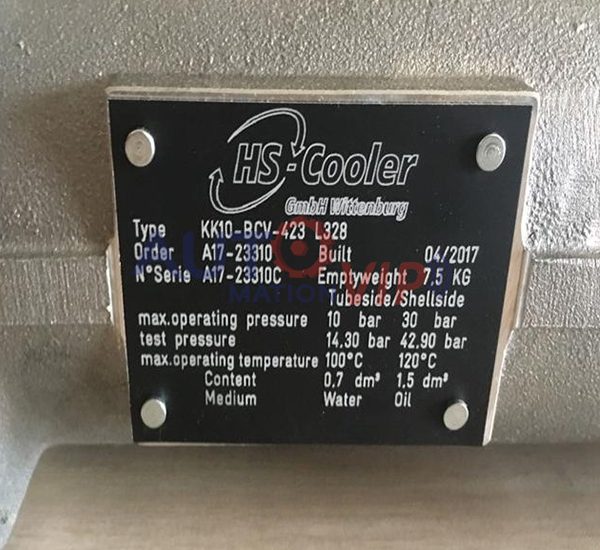 HS-Cooler
GmbH Wittenburg
Type KK10-BCV-423 L328
Order A17-23310 Built 04/2017
N°Serie A17-23310C Emptyweight 7,5 KG
Tubeside/Shellside
max.operating pressure 10 bar 30 bar
test pressure 14.30 bar 42.90 bar
max.operating temperature 100°C 120°C
Content 0.7 dm³ 1.5 dm³
Medium Water Oil
AUTOMATION VIP